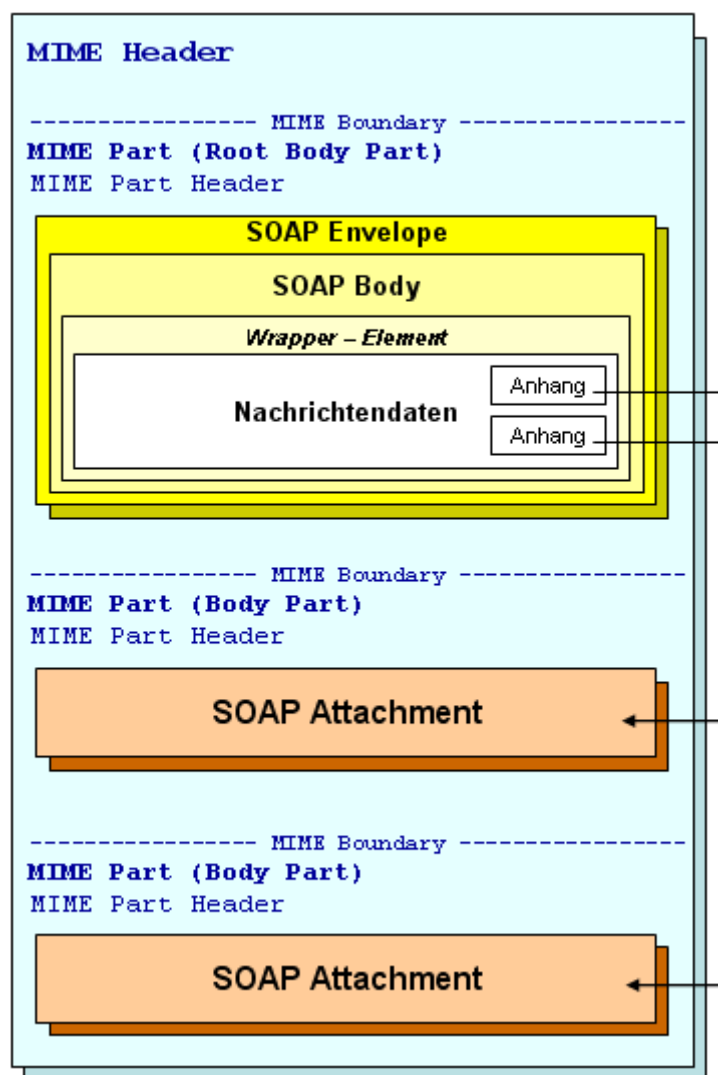 MIME Header
----------------- MIME Boundary -----------------
MIME Part (Root Body Part)
MIME Part Header
SOAP Envelope
SOAP Body
Wrapper – Element
Anhang
Nachrichtendaten
Anhang
----------------- MIME Boundary -----------------
MIME Part (Body Part)
MIME Part Header
SOAP Attachment
----------------- MIME Boundary -----------------
MIME Part (Body Part)
MIME Part Header
SOAP Attachment